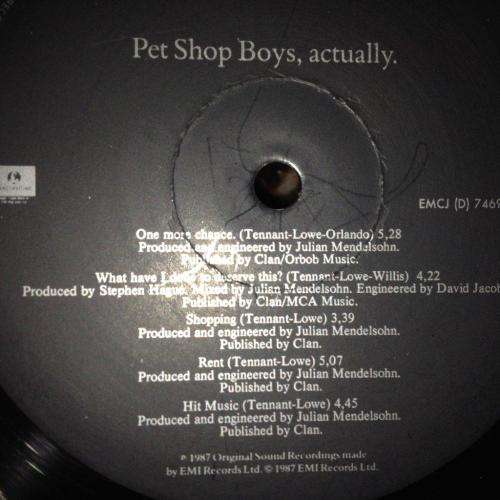 Pet Shop Boys, actually.
EMCJ (D) 7469
One more chance. (Tennant-Lowe-Orlando) 5,28
Produced and engineered by Julian Mendelsohn.
Published by Clan/Orbob Music.
What have I done to deserve this? (Tennant-Lowe-Willis) 4,22
Produced by Stephen Hague. Mixed by Julian Mendelsohn. Engineered by David Jacob
Published by Clan/MCA Music.
Shopping (Tennant-Lowe) 3,39
Produced and engineered by Julian Mendelsohn.
Published by Clan.
Rent (Tennant-Lowe) 5,07
Produced and engineered by Julian Mendelsohn.
Published by Clan.
Hit Music (Tennant-Lowe) 4,45
Produced and engineered by Julian Mendelsohn.
Published by Clan.
℗ 1987 Original Sound Recordings made
by EMI Records Ltd. © 1987 EMI Records Ltd.